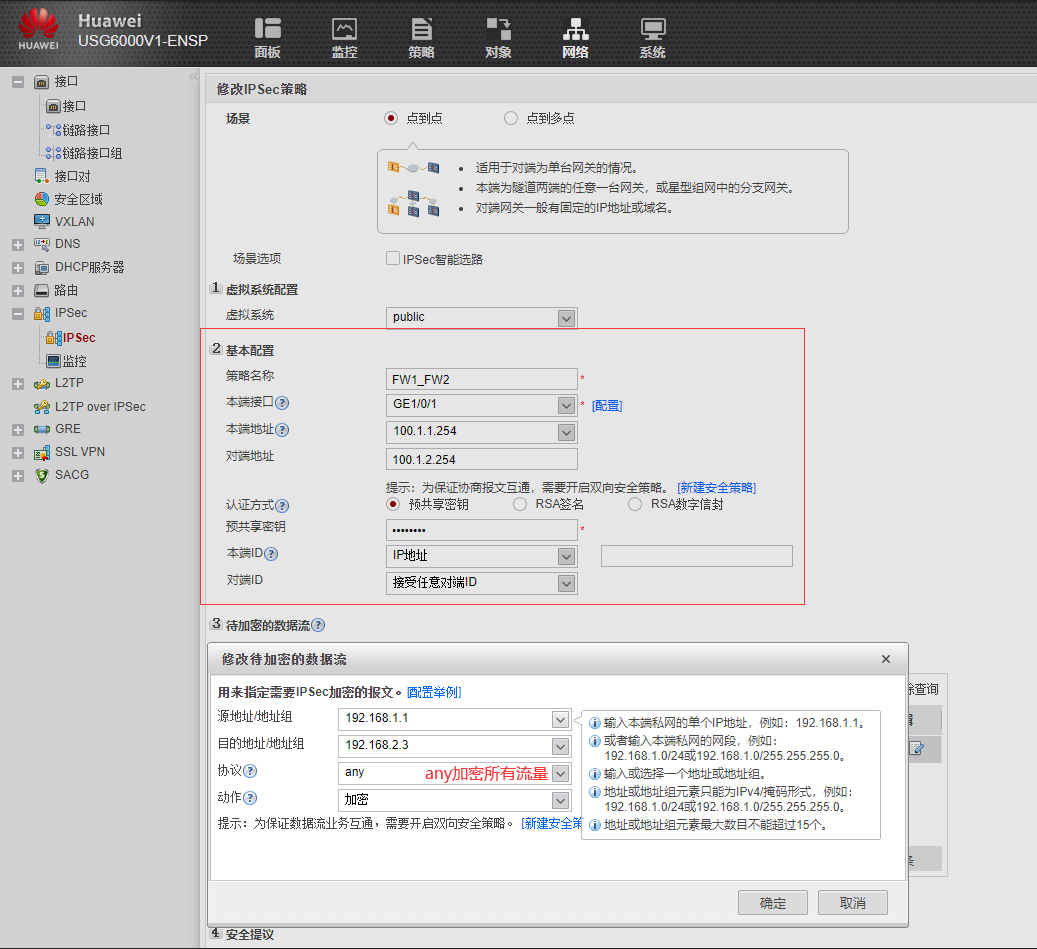 HUAWEI
Huawei
USG6000V1-ENSP
面板
监控
策略
对象
网络
系统
接口
接口
链路接口
链路接口组
接口对
安全区域
VXLAN
DNS
DHCP服务器
路由
IPSec
IPSec
监控
L2TP
L2TP over IPSec
GRE
SSL VPN
SACG
修改IPSec策略
场景 点到点 点到多点
适用于对端为单台网关的情况。
本端为隧道两端的任意一台网关，或星型组网中的分支网关。
对端网关一般有固定的IP地址或域名。
场景选项 IPSec智能选路
1 虚拟系统配置
虚拟系统 public
2 基本配置
策略名称 FW1_FW2 *
本端接口 GE1/0/1 * [配置]
本端地址 100.1.1.254
对端地址 100.1.2.254
提示：为保证协商报文互通，需要开启双向安全策略。 [新建安全策略]
认证方式 预共享密钥 RSA签名 RSA数字信封
预共享密钥 •••••••• *
本端ID IP地址
对端ID 接受任意对端ID
3 待加密的数据流
修改待加密的数据流
用来指定需要IPSec加密的报文。[配置举例]
源地址/地址组 192.168.1.1
目的地址/地址组 192.168.2.3
协议 any any加密所有流量
动作 加密
提示：为保证数据流业务互通，需要开启双向安全策略。 [新建安全策
输入本端私网的单个IP地址，例如：192.168.1.1。
或者输入本端私网的网段，例如：
192.168.1.0/24或192.168.1.0/255.255.255.0。
输入或选择一个地址或地址组。
地址或地址组元素只能为IPv4/掩码形式，例如：
192.168.1.0/24或192.168.1.0/255.255.255.0。
地址或地址组元素最大数目不能超过15个。
确定
取消
查询
4 安全提议